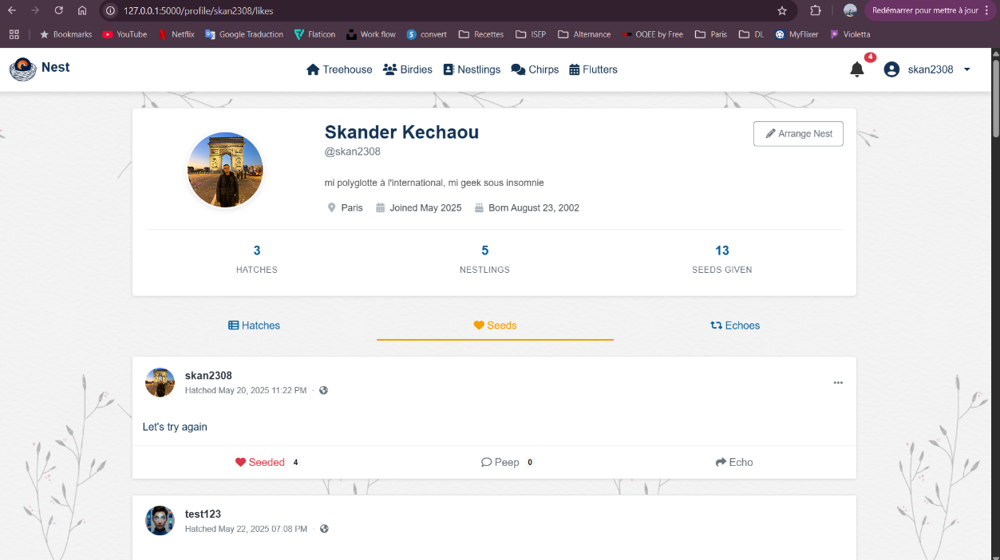 127.0.0.1:5000/profile/skan2308/likes
Redémarrer pour mettre à jour
Bookmarks YouTube Netflix Google Traduction Flaticon Work flow convert Recettes ISEP Alternance OQEE by Free Paris DL MyFlixer Violetta
Nest Treehouse Birdies Nestlings Chirps Flutters 4 skan2308
Skander Kechaou
Arrange Nest
@skan2308
mi polyglotte à l'international, mi geek sous insomnie
Paris Joined May 2025 Born August 23, 2002
3 5 13
HATCHES NESTLINGS SEEDS GIVEN
Hatches Seeds Echoes
skan2308
Hatched May 20, 2025 11:22 PM ·
Let's try again
Seeded 4 Peep 0 Echo
test123
Hatched May 22, 2025 07:08 PM ·